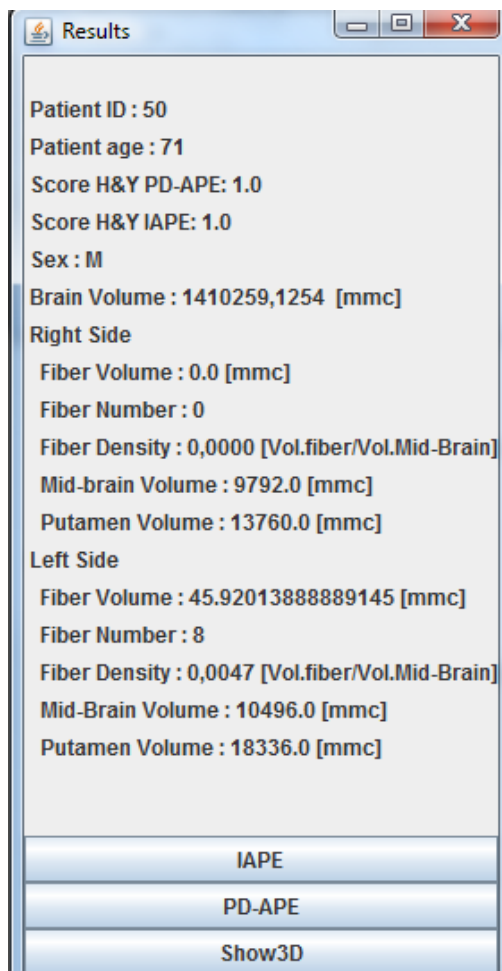 Results
Patient ID : 50
Patient age : 71
Score H&Y PD-APE: 1.0
Score H&Y IAPE: 1.0
Sex : M
Brain Volume : 1410259,1254 [mmc]
Right Side
Fiber Volume : 0.0 [mmc]
Fiber Number : 0
Fiber Density : 0,0000 [Vol.fiber/Vol.Mid-Brain]
Mid-brain Volume : 9792.0 [mmc]
Putamen Volume : 13760.0 [mmc]
Left Side
Fiber Volume : 45.92013888889145 [mmc]
Fiber Number : 8
Fiber Density : 0,0047 [Vol.fiber/Vol.Mid-Brain]
Mid-Brain Volume : 10496.0 [mmc]
Putamen Volume : 18336.0 [mmc]
IAPE
PD-APE
Show3D